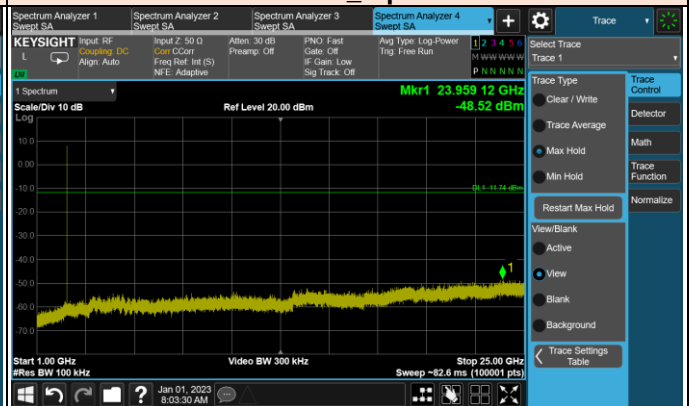 Spectrum Analyzer 1
Swept SA
Spectrum Analyzer 2
Swept SA
Spectrum Analyzer 3
Swept SA
Spectrum Analyzer 4
Swept SA
Trace
KEYSIGHT
L
Input: RF
Coupling: DC
Align: Auto
Input Z: 50 Ω
Corr CCorr
Freq Ref: Int (S)
NFE: Adaptive
Atten: 30 dB
Preamp: Off
PNO: Fast
Gate: Off
IF Gain: Low
Sig Track: Off
Avg Type: Log-Power
Trig: Free Run
1 2 3 4 5 6
M W W W W W
P N N N N N
Select Trace
Trace 1
1 Spectrum
Scale/Div 10 dB
Ref Level 20.00 dBm
Mkr1 23.959 12 GHz
-48.52 dBm
Log
10.0
0.00
-10.0
-20.0
-30.0
-40.0
-50.0
-60.0
-70.0
DL1 -11.74 dBm
1
Start 1.00 GHz
#Res BW 100 kHz
Video BW 300 kHz
Stop 25.00 GHz
Sweep ~82.6 ms (100001 pts)
Trace Type
Clear / Write
Trace Average
Max Hold
Min Hold
Restart Max Hold
View/Blank
Active
View
Blank
Background
Trace Settings
Table
Trace
Control
Detector
Math
Trace
Function
Normalize
?
Jan 01, 2023
8:03:30 AM